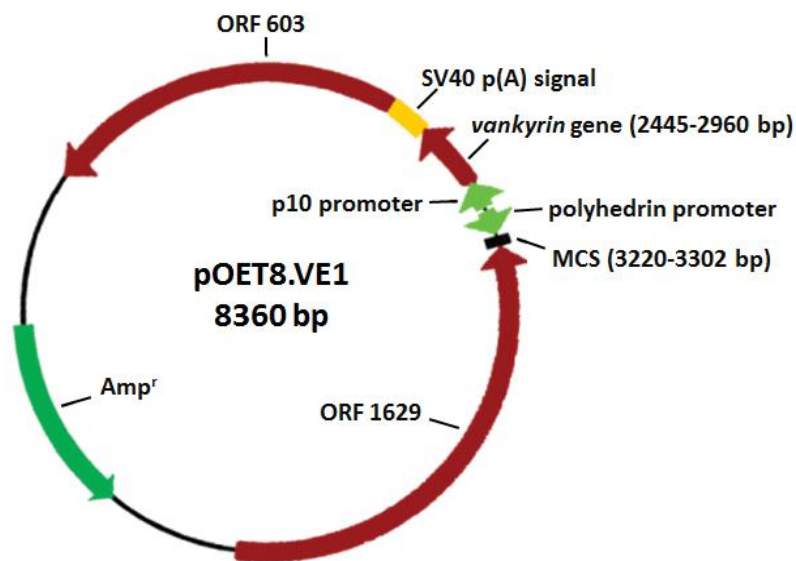 ORF 603
SV40 p(A) signal
vankyrin gene (2445-2960 bp)
p10 promoter
polyhedrin promoter
MCS (3220-3302 bp)
pOET8.VE1
8360 bp
Ampʳ
ORF 1629